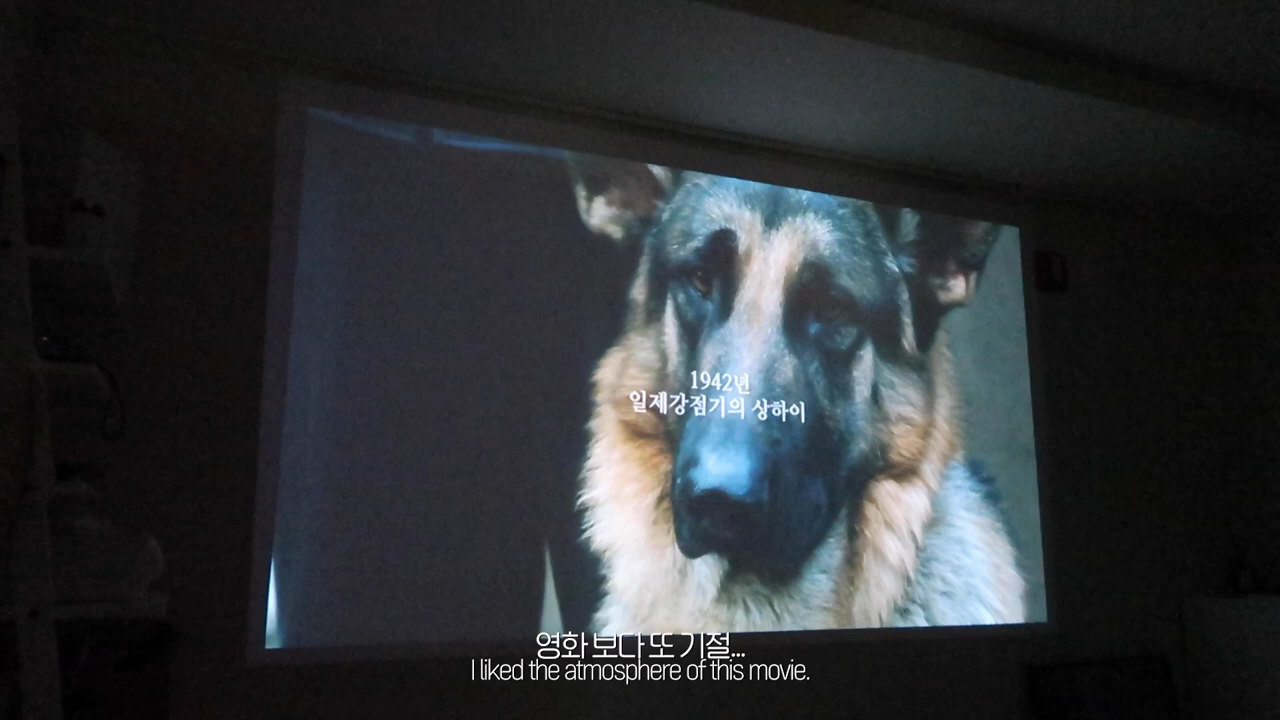 1942년
일제강점기의 상하이
영화 보다 또 기절...
I liked the atmosphere of this movie.